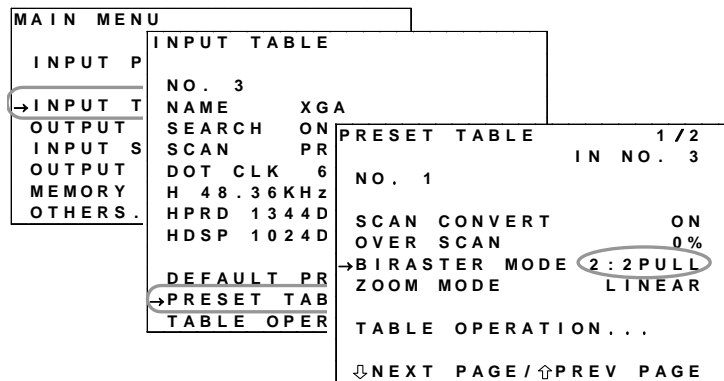 MAIN MENU
INPUT P
→INPUT T
OUTPUT
INPUT S
OUTPUT
MEMORY
OTHERS.
INPUT TABLE
NO. 3
NAME XGA
SEARCH ON
SCAN PR
DOT CLK 6
H 48.36KHz
HPRD 1344D
HDSP 1024D
DEFAULT PR
→PRESET TAB
TABLE OPER
PRESET TABLE 1/2
IN NO. 3
NO. 1
SCAN CONVERT ON
OVER SCAN 0%
→BIRASTER MODE 2:2PULL
ZOOM MODE LINEAR
TABLE OPERATION...
⇩NEXT PAGE/⇧PREV PAGE